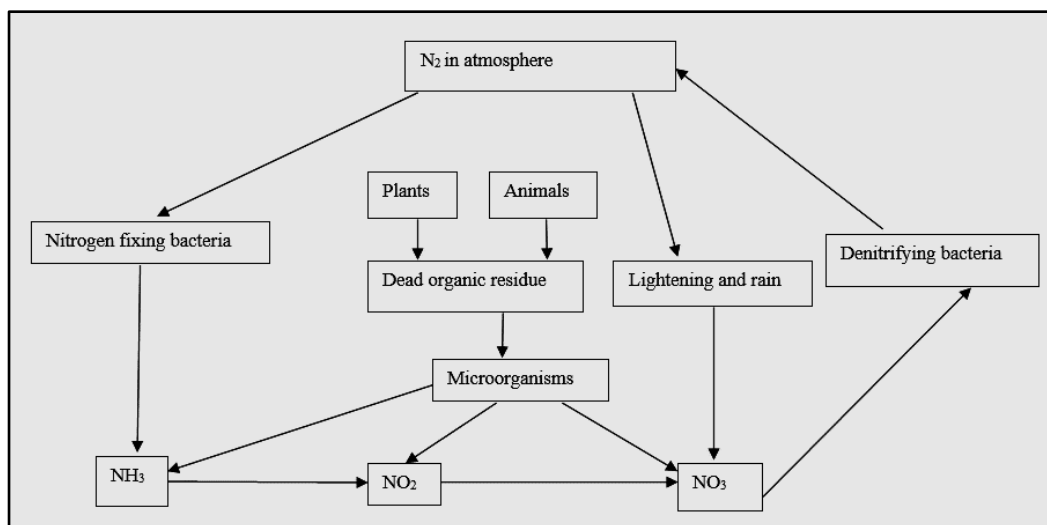 N₂ in atmosphere
Plants
Animals
Nitrogen fixing bacteria
Denitrifying bacteria
Dead organic residue
Lightening and rain
Microorganisms
NH₃
NO₂
NO₃